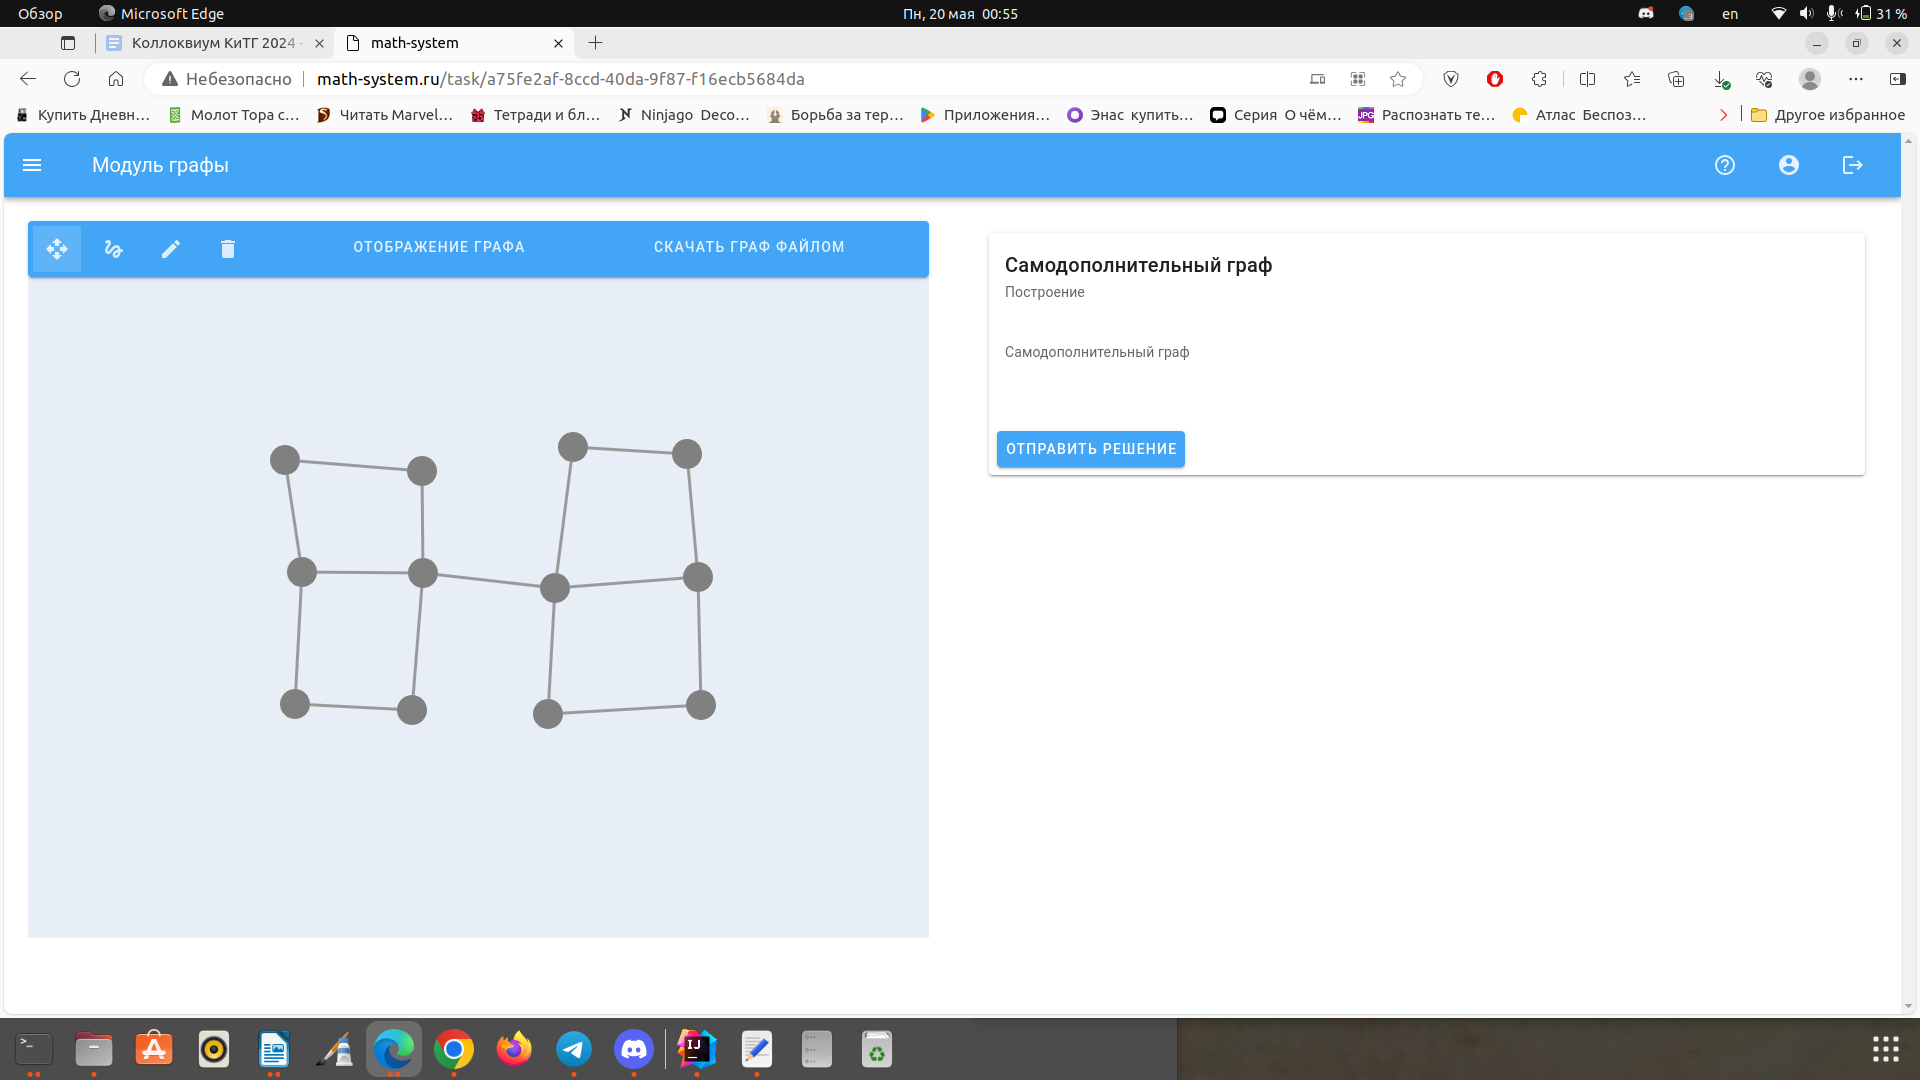 Обзор
Microsoft Edge
Пн, 20 мая 00:55
en
31 %
Коллоквиум КиТГ 2024 -
math-system
Небезопасно
math-system.ru/task/a75fe2af-8ccd-40da-9f87-f16ecb5684da
Купить Дневн…
Молот Тора с…
Читать Marvel…
Тетради и бл…
Ninjago Deco…
Борьба за тер…
Приложения…
Энас купить…
Серия О чём…
JPG
Распознать те…
Атлас Беспоз…
Другое избранное
Модуль графы
ОТОБРАЖЕНИЕ ГРАФА
СКАЧАТЬ ГРАФ ФАЙЛОМ
Самодополнительный граф
Построение
Самодополнительный граф
ОТПРАВИТЬ РЕШЕНИЕ
IJ